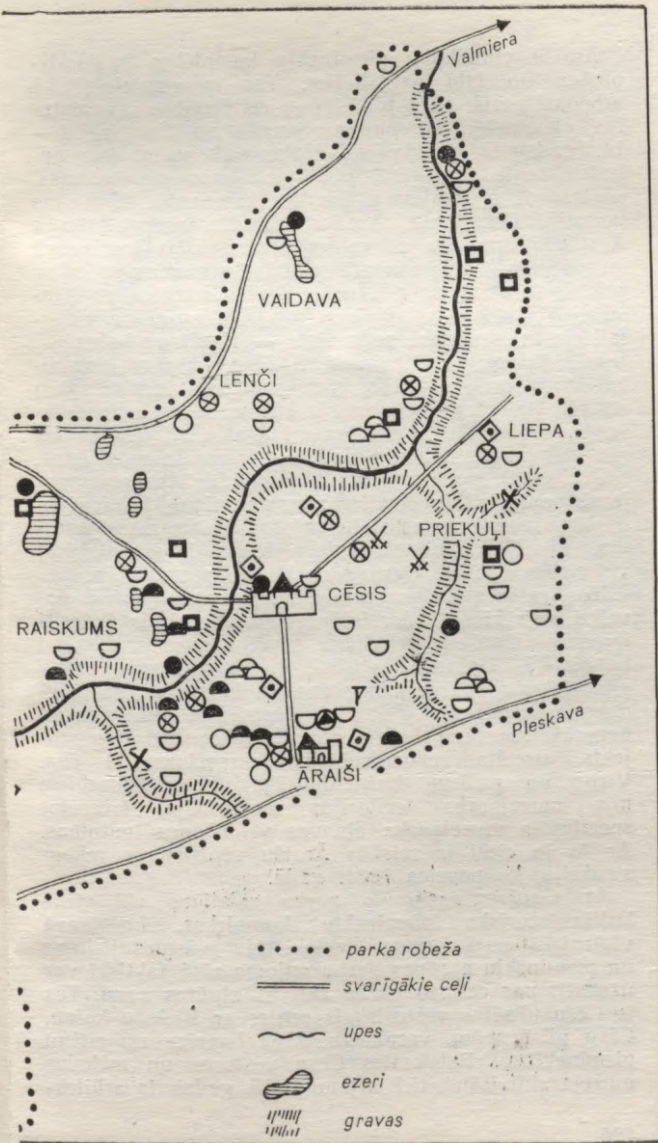 Valmiera
VAIDAVA
LENČI
LIEPA
PRIEKUĻI
CĒSIS
RAISKUMS
Pleskava
ĀRAIŠI
parka robeža
svarīgākie ceļi
upes
ezeri
gravas